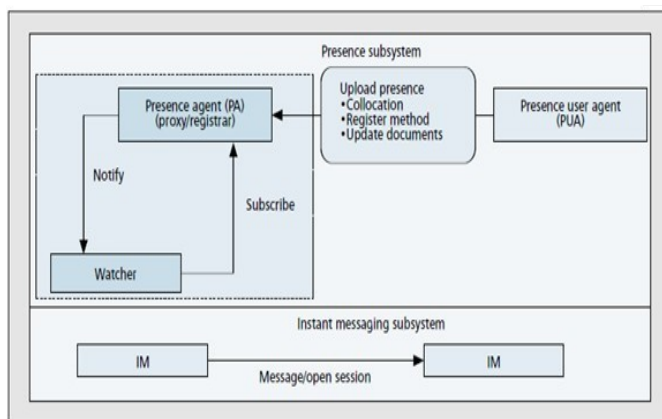 Presence subsystem
Presence agent (PA)
(proxy/registrar)
Upload presence
•Collocation
•Register method
•Update documents
Presence user agent
(PUA)
Notify
Subscribe
Watcher
Instant messaging subsystem
IM
Message/open session
IM